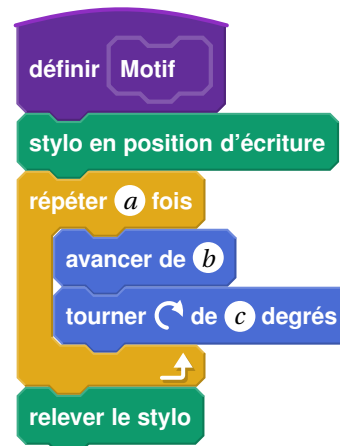 définir Motif
stylo en position d'écriture
répéter a fois
avancer de b
tourner de c degrés
relever le stylo